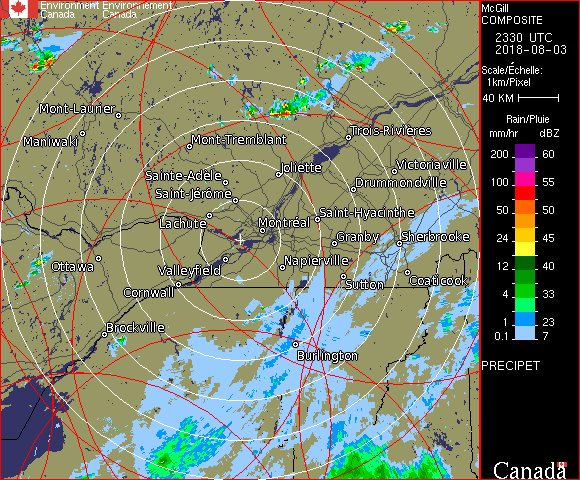 Environment Environnement
Canada Canada
McGill
COMPOSITE
2330 UTC
2018-08-03
Scale/Échelle:
1km/Pixel
40 KM
Rain/Pluie
mm/hr dBZ
200 60
100 55
50 50
24 45
12 40
4 33
1 23
0.1 7
PRECIPET
Canada
Mont-Laurier
Maniwaki
Mont-Tremblant
Trois-Rivières
Sainte-Adèle
Joliette
Victoriaville
Saint-Jérôme
Drummondville
Lachute
Montréal
Saint-Hyacinthe
Granby
Sherbrooke
Ottawa
Valleyfield
Napierville
Cornwall
Sutton
Coaticook
Brockville
Burlington